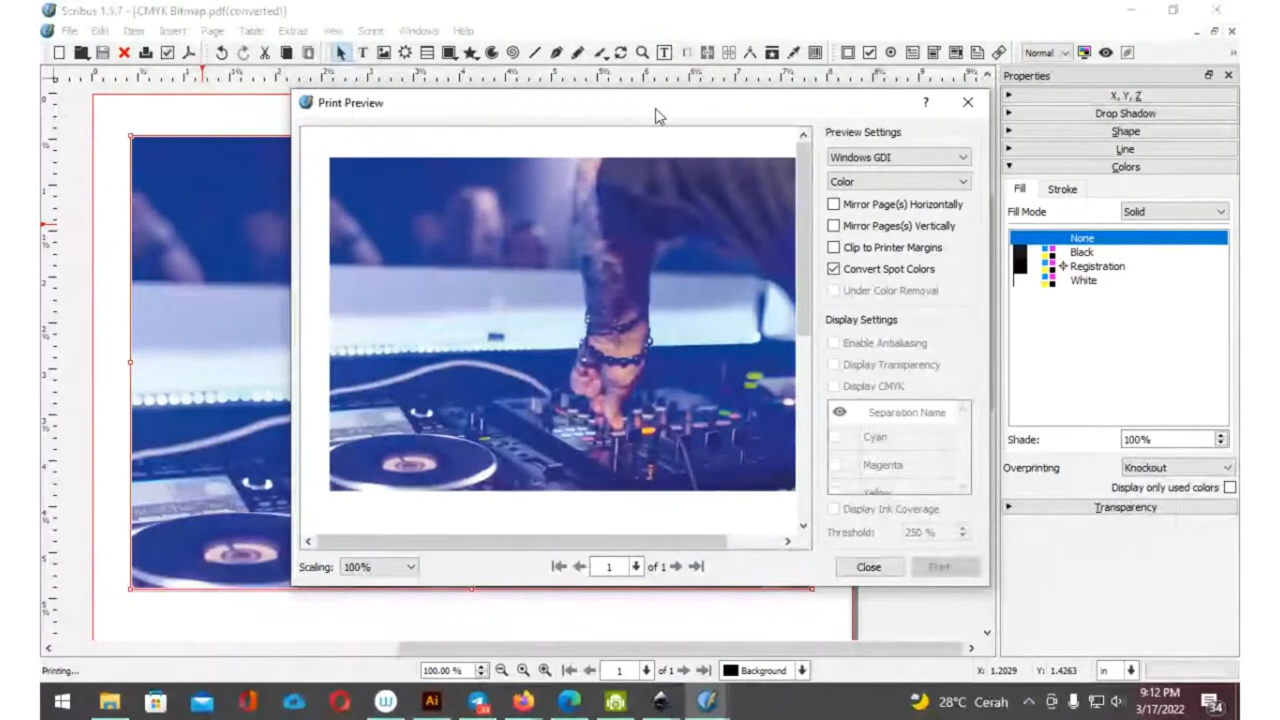 Scribus 1.5.7 - [CMYK Bitmap.pdf(converted)]
File Edit Item Insert Page Table Extras View Script Windows Help
Normal
Properties
X, Y, Z
Drop Shadow
Shape
Line
Colors
Fill Stroke
Fill Mode Solid
None
Black
Registration
White
Shade: 100%
Overprinting Knockout
Display only used colors
Transparency
Print Preview
Preview Settings
Windows GDI
Color
Mirror Page(s) Horizontally
Mirror Pages(s) Vertically
Clip to Printer Margins
Convert Spot Colors
Under Color Removal
Display Settings
Enable Antialiasing
Display Transparency
Display CMYK
Separation Name
Cyan
Magenta
Yellow
Display Ink Coverage
Threshold: 250 %
Scaling: 100% 1 of 1 Close Print
Printing... 100.00 % 1 of 1 Background X: 1.2029 Y: 1.4263 in
28°C Cerah 9:12 PM
3/17/2022
34